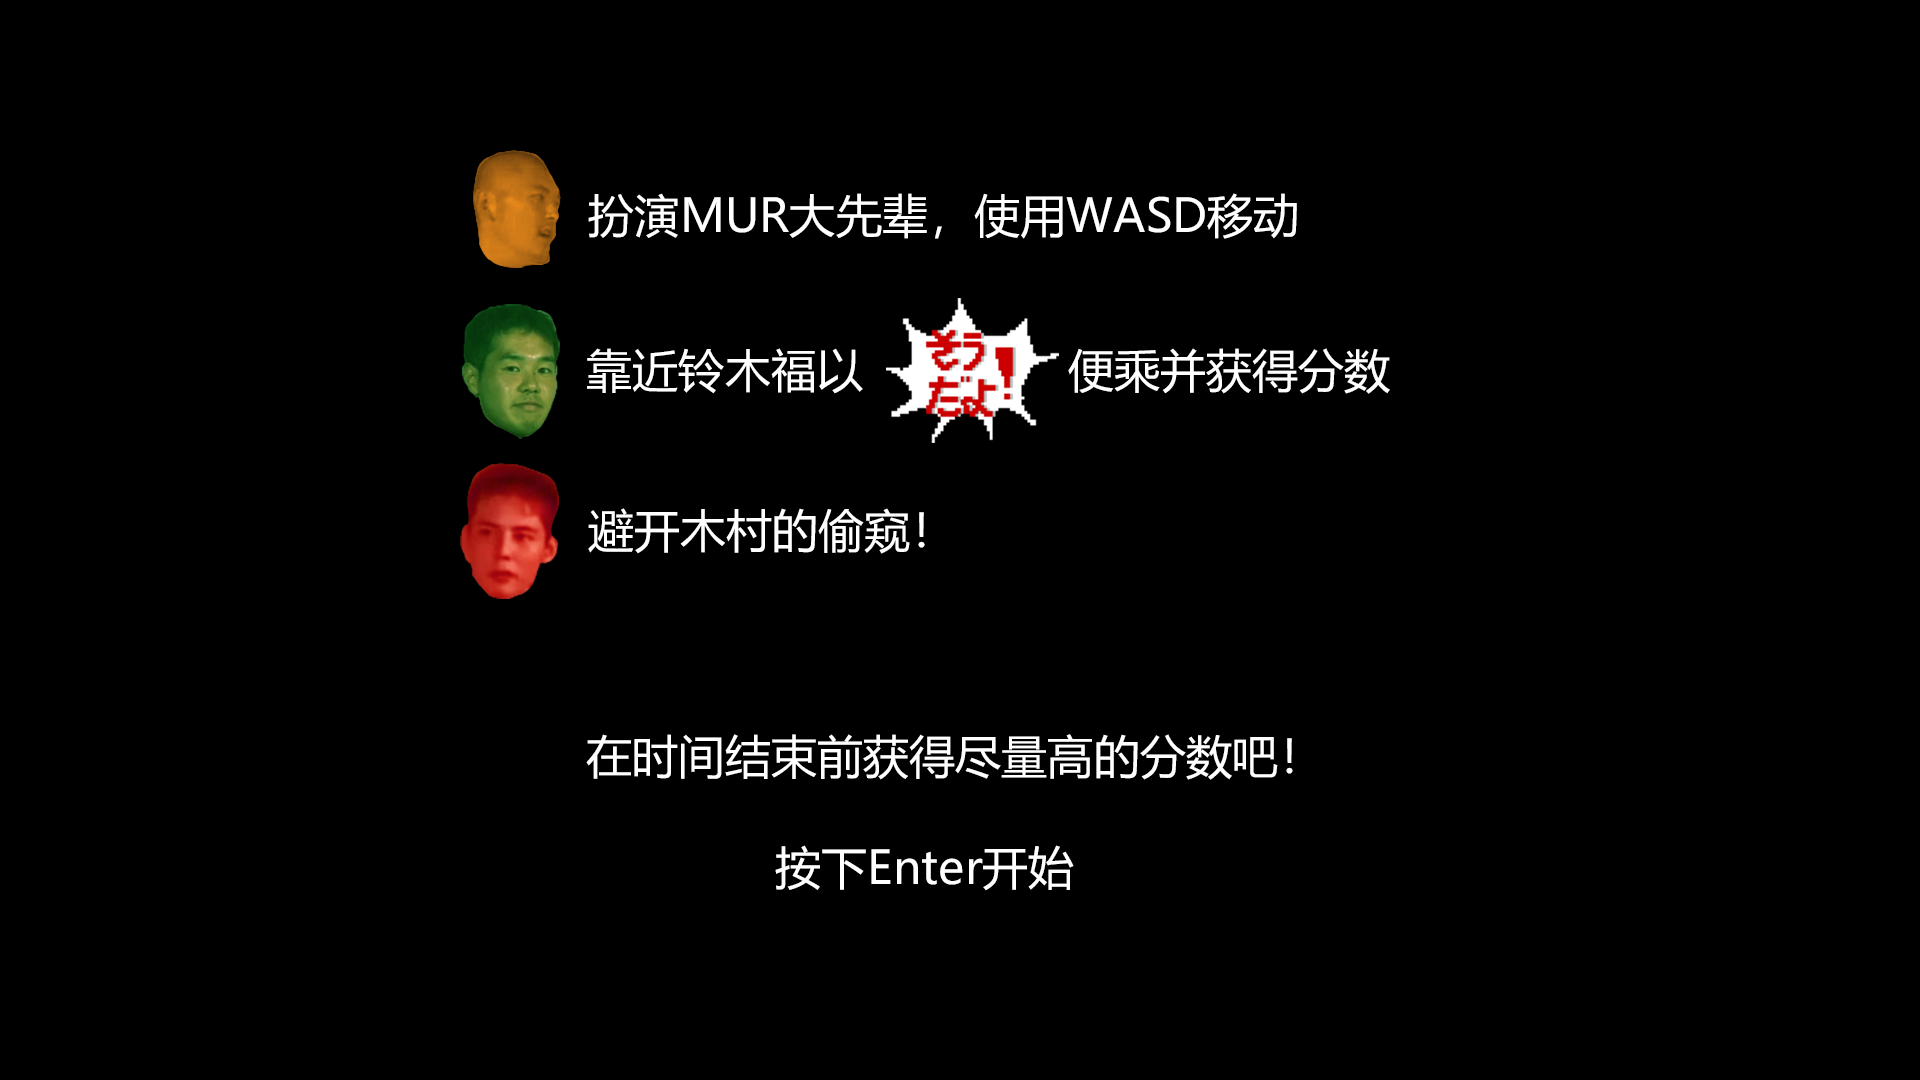 扮演MUR大先辈，使用WASD移动
靠近铃木福以 そうだよ! 便乘并获得分数
避开木村的偷窥！
在时间结束前获得尽量高的分数吧！
按下Enter开始